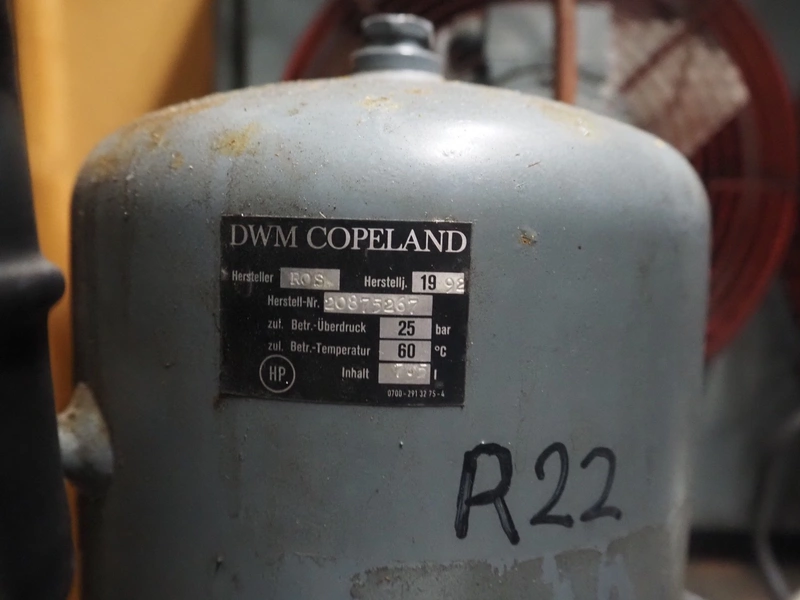 DWM COPELAND
Hersteller ROS. Herstellj. 19 92
Herstell-Nr. 20875267
zul. Betr.-Überdruck 25 bar
zul. Betr.-Temperatur 60 °C
HP Inhalt l
0700-291 32 75-4
R22